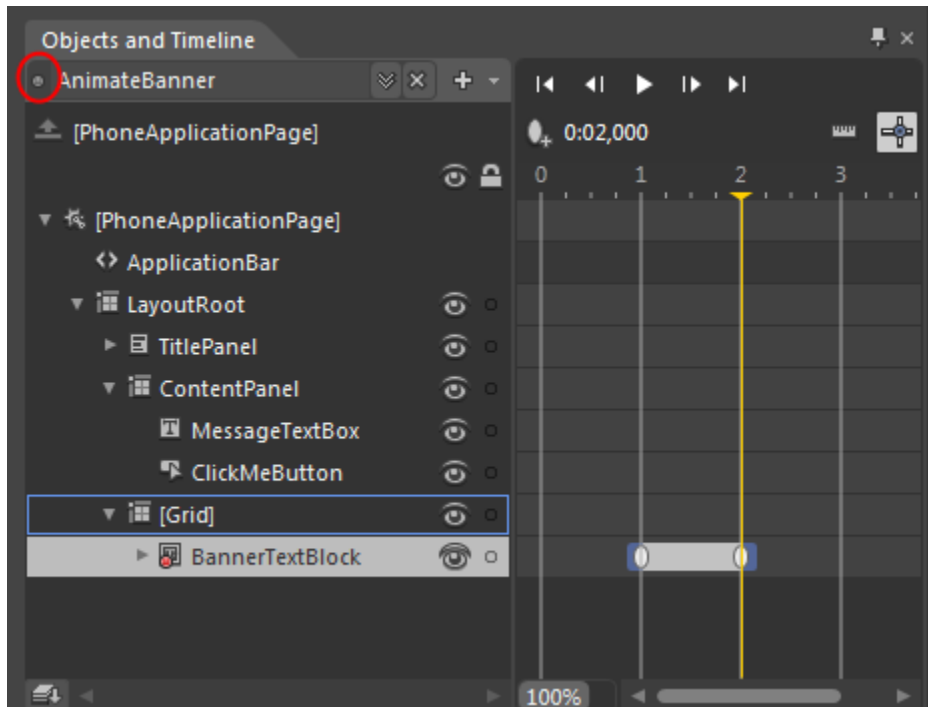 Objects and Timeline
AnimateBanner
[PhoneApplicationPage]
0:02,000
0 1 2 3
[PhoneApplicationPage]
ApplicationBar
LayoutRoot
TitlePanel
ContentPanel
MessageTextBox
ClickMeButton
[Grid]
BannerTextBlock
100%